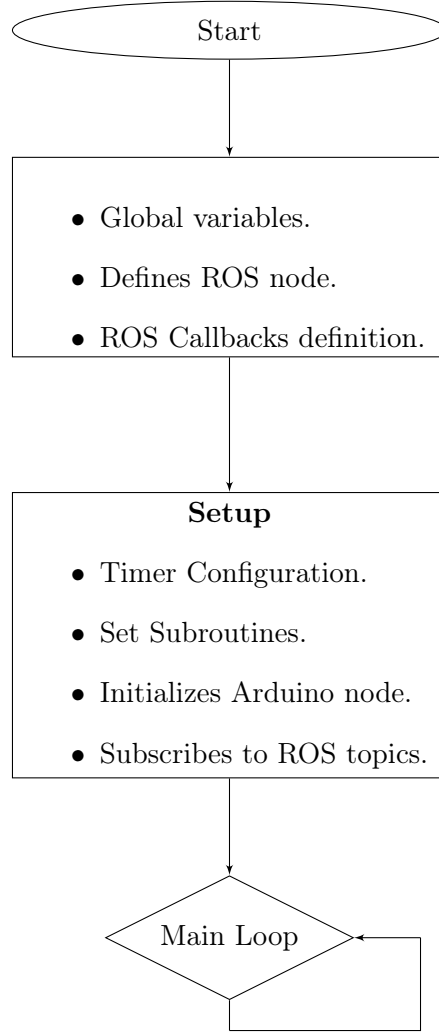 Start
• Global variables.
• Defines ROS node.
• ROS Callbacks definition.
Setup
• Timer Configuration.
• Set Subroutines.
• Initializes Arduino node.
• Subscribes to ROS topics.
Main Loop